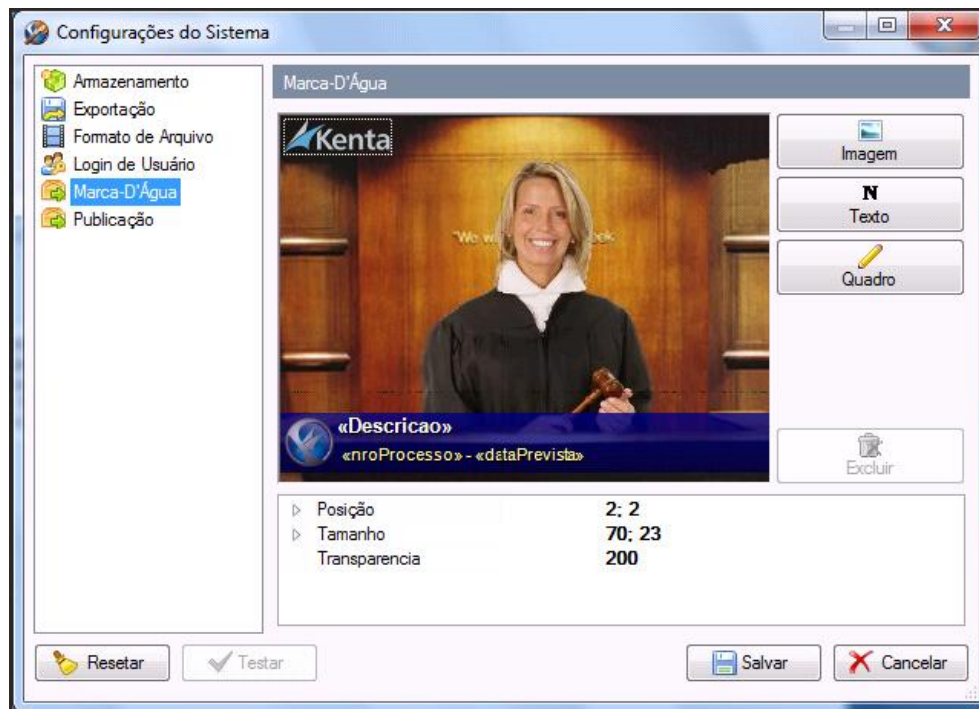 Configurações do Sistema
Armazenamento
Exportação
Formato de Arquivo
Login de Usuário
Marca-D'Água
Publicação
Marca-D'Água
Kenta
"We
«Descricao»
«nroProcesso» - «dataPrevista»
Imagem
N
Texto
Quadro
Excluir
Posição 2; 2
Tamanho 70; 23
Transparencia 200
Resetar
Testar
Salvar
Cancelar